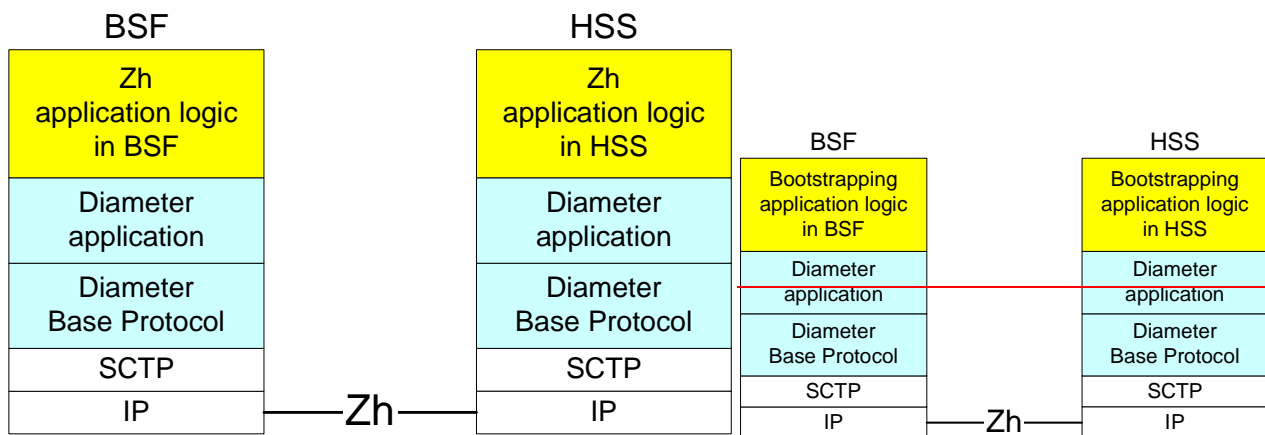 BSF
Zh
application logic
in BSF
Diameter
application
Diameter
Base Protocol
SCTP
IP
Zh
HSS
Zh
application logic
in HSS
Diameter
application
Diameter
Base Protocol
SCTP
IP
BSF
Bootstrapping
application logic
in BSF
Diameter
application
Diameter
Base Protocol
SCTP
IP
Zh
HSS
Bootstrapping
application logic
in HSS
Diameter
application
Diameter
Base Protocol
SCTP
IP